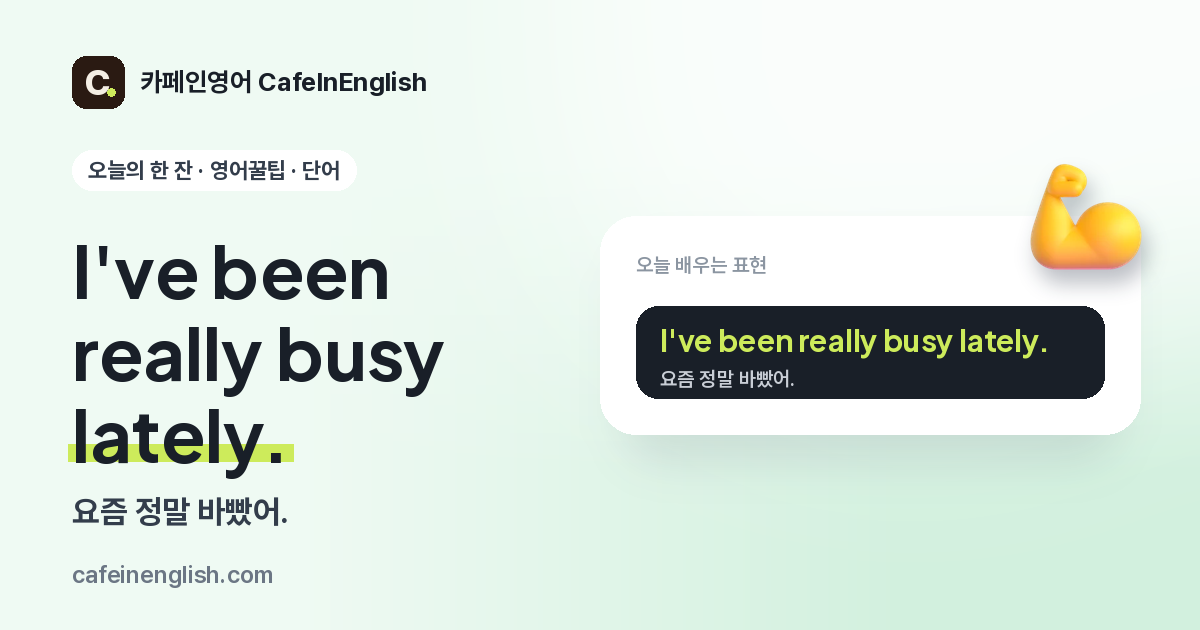 C
카페인영어 CafeInEnglish
오늘의 한 잔 · 영어꿀팁 · 단어
I've been
really busy
lately.
요즘 정말 바빴어.
cafeinenglish.com
오늘 배우는 표현
I've been really busy lately.
요즘 정말 바빴어.